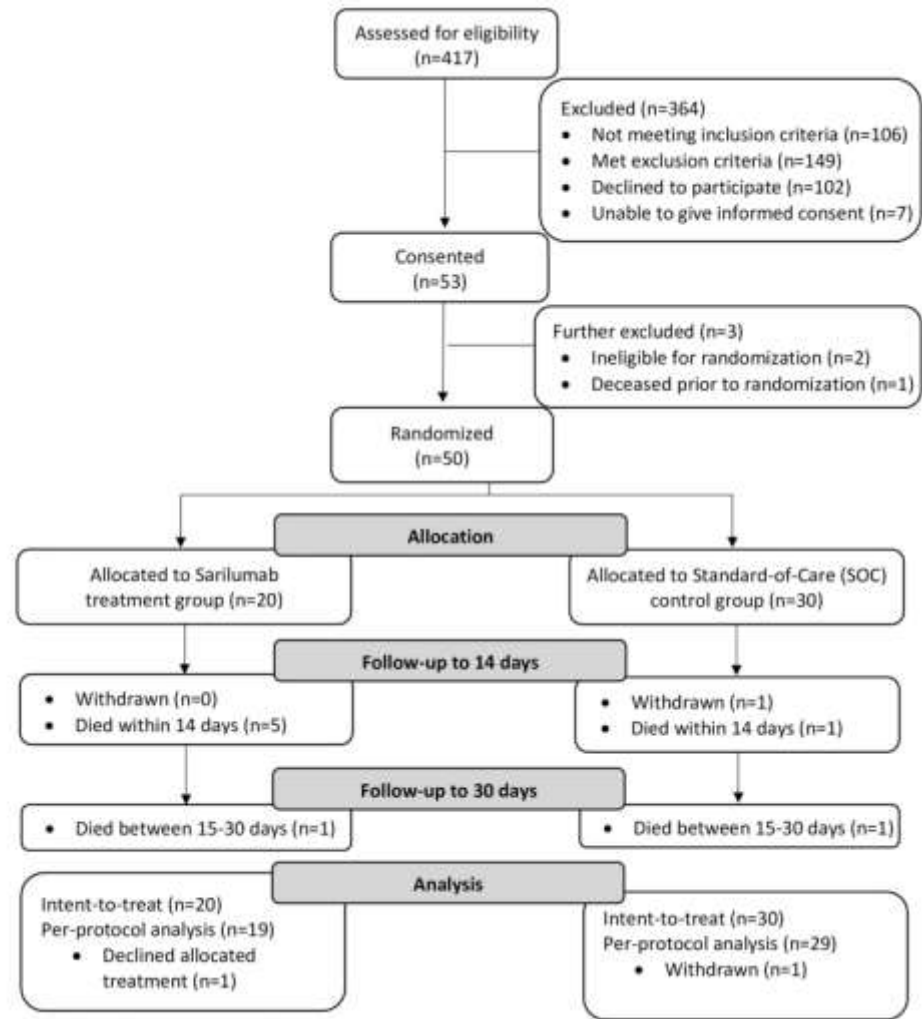 Assessed for eligibility
(n=417)
Excluded (n=364)
• Not meeting inclusion criteria (n=106)
• Met exclusion criteria (n=149)
• Declined to participate (n=102)
• Unable to give informed consent (n=7)
Consented
(n=53)
Further excluded (n=3)
• Ineligible for randomization (n=2)
• Deceased prior to randomization (n=1)
Randomized
(n=50)
Allocation
Allocated to Sarilumab
treatment group (n=20)
Allocated to Standard-of-Care (SOC)
control group (n=30)
Follow-up to 14 days
• Withdrawn (n=0)
• Died within 14 days (n=5)
• Withdrawn (n=1)
• Died within 14 days (n=1)
Follow-up to 30 days
• Died between 15-30 days (n=1)
• Died between 15-30 days (n=1)
Analysis
Intent-to-treat (n=20)
Per-protocol analysis (n=19)
• Declined allocated
treatment (n=1)
Intent-to-treat (n=30)
Per-protocol analysis (n=29)
• Withdrawn (n=1)